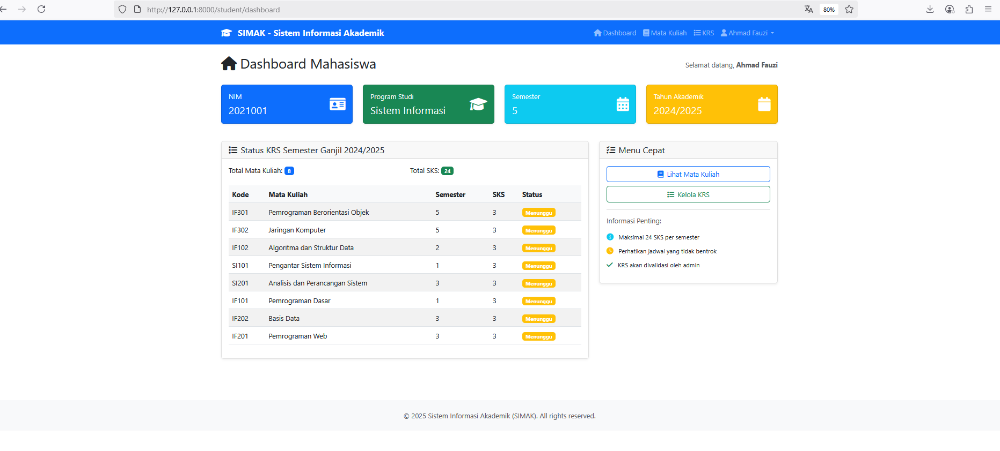 http://127.0.0.1:8000/student/dashboard 80%
SIMAK - Sistem Informasi Akademik Dashboard Mata Kuliah KRS Ahmad Fauzi
Dashboard Mahasiswa Selamat datang, Ahmad Fauzi
NIM
2021001
Program Studi
Sistem Informasi
Semester
5
Tahun Akademik
2024/2025
Status KRS Semester Ganjil 2024/2025
Total Mata Kuliah: 8 Total SKS: 24
Kode Mata Kuliah Semester SKS Status
IF301 Pemrograman Berorientasi Objek 5 3 Menunggu
IF302 Jaringan Komputer 5 3 Menunggu
IF102 Algoritma dan Struktur Data 2 3 Menunggu
SI101 Pengantar Sistem Informasi 1 3 Menunggu
SI201 Analisis dan Perancangan Sistem 3 3 Menunggu
IF101 Pemrograman Dasar 1 3 Menunggu
IF202 Basis Data 3 3 Menunggu
IF201 Pemrograman Web 3 3 Menunggu
Menu Cepat
Lihat Mata Kuliah
Kelola KRS
Informasi Penting:
Maksimal 24 SKS per semester
Perhatikan jadwal yang tidak bentrok
KRS akan divalidasi oleh admin
© 2025 Sistem Informasi Akademik (SIMAK). All rights reserved.